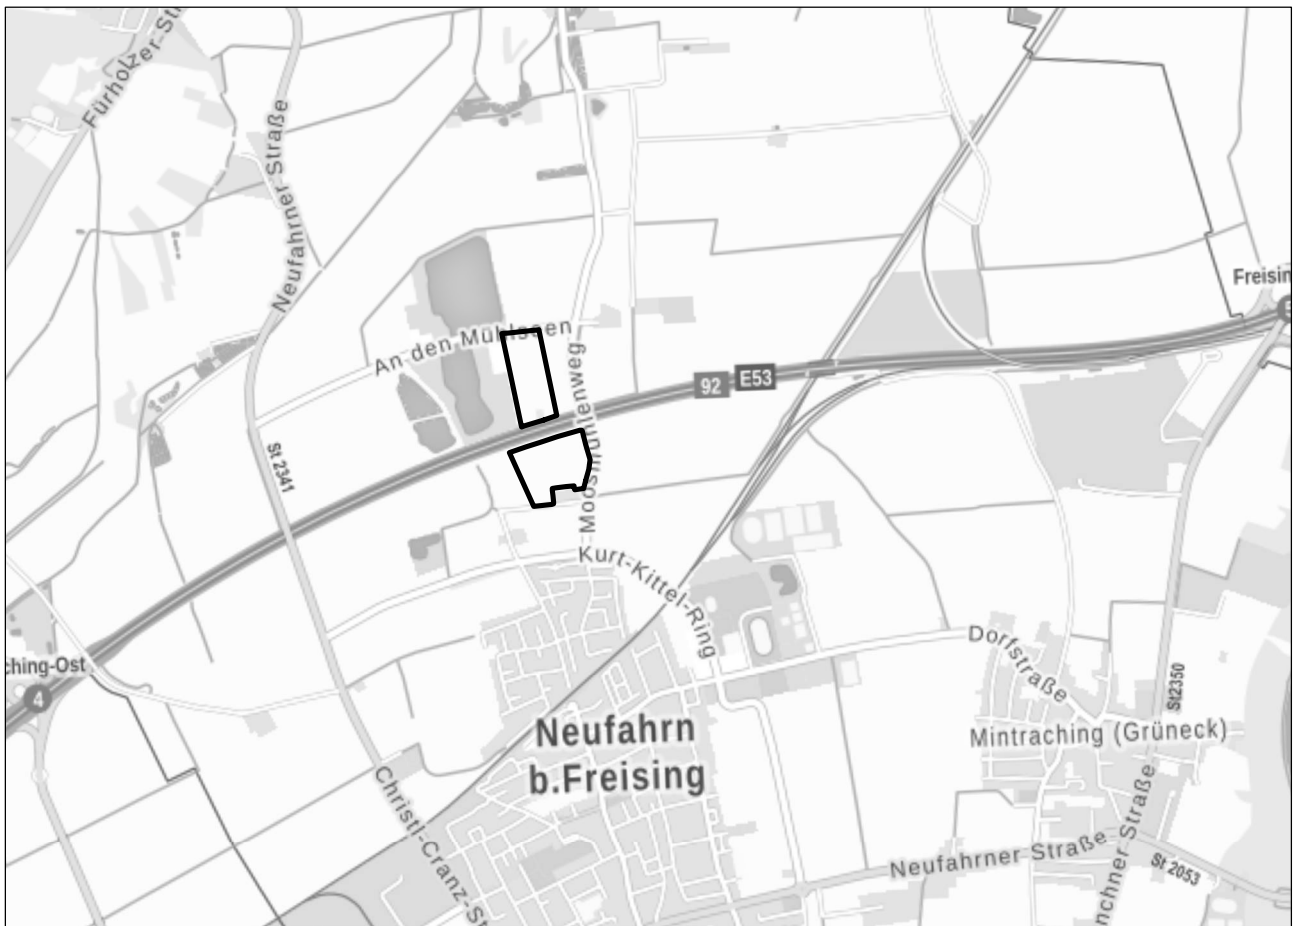 Fürholzer-St
Neufahrner-Straße
Freisin
An den Mühlseen
Moosmühlenweg
92
E53
St 2341
Kurt-Kittel-Ring
ching-Ost
4
Dorfstraße
St2350
Neufahrn
b.Freising
Mintraching (Grüneck)
Christl-Cranz-St
Neufahrner Straße
nchner-Straße
St 2053